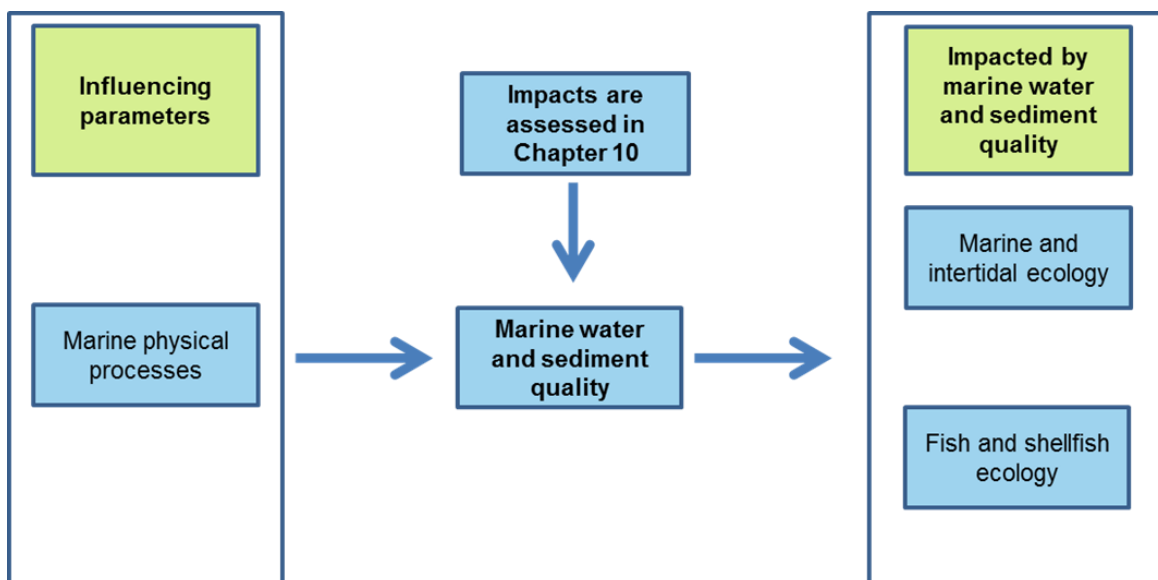 Influencing
parameters
Marine physical
processes
Impacts are
assessed in
Chapter 10
Marine water
and sediment
quality
Impacted by
marine water
and sediment
quality
Marine and
intertidal ecology
Fish and shellfish
ecology